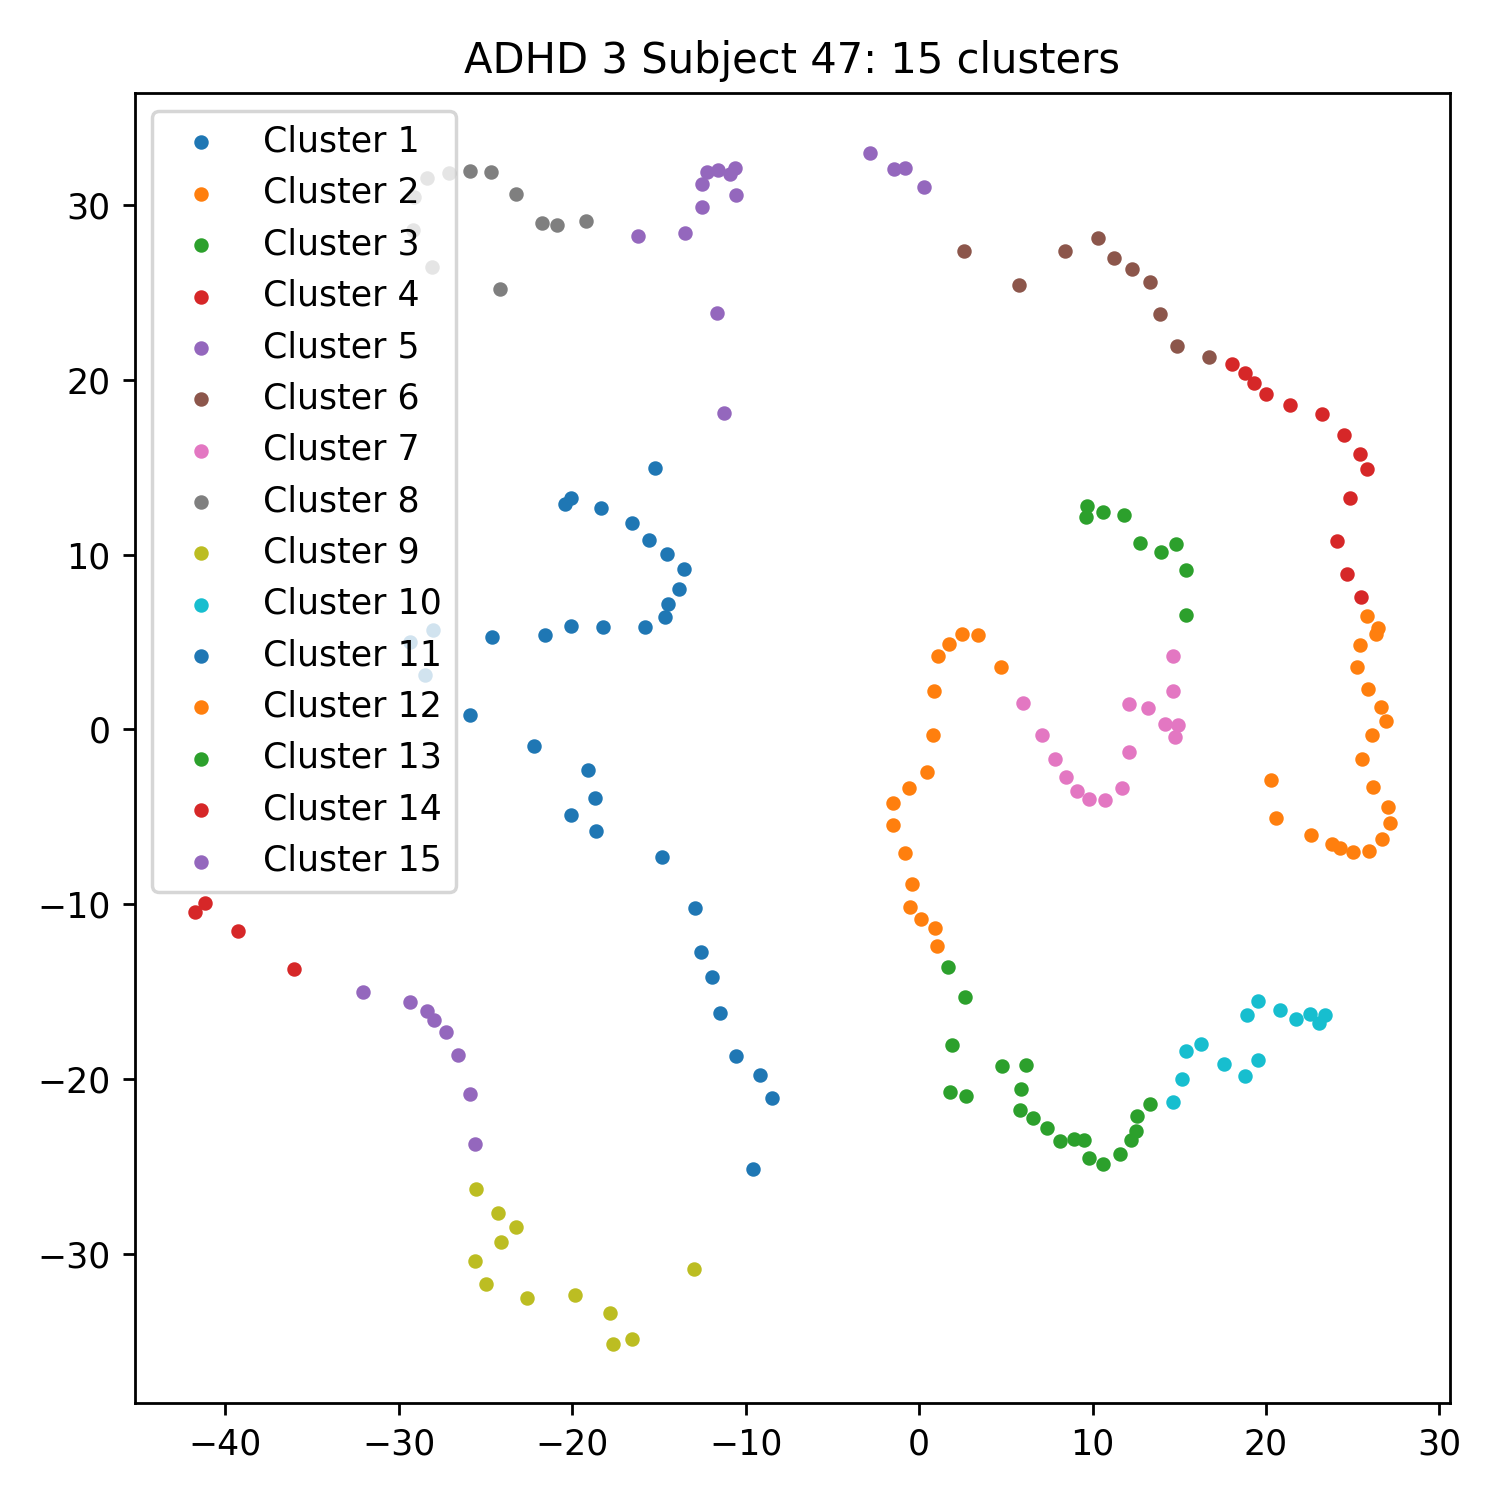 ADHD 3 Subject 47: 15 clusters
Cluster 1
Cluster 2
Cluster 3
Cluster 4
Cluster 5
Cluster 6
Cluster 7
Cluster 8
Cluster 9
Cluster 10
Cluster 11
Cluster 12
Cluster 13
Cluster 14
Cluster 15
30
20
10
0
−10
−20
−30
−40 −30 −20 −10 0 10 20 30